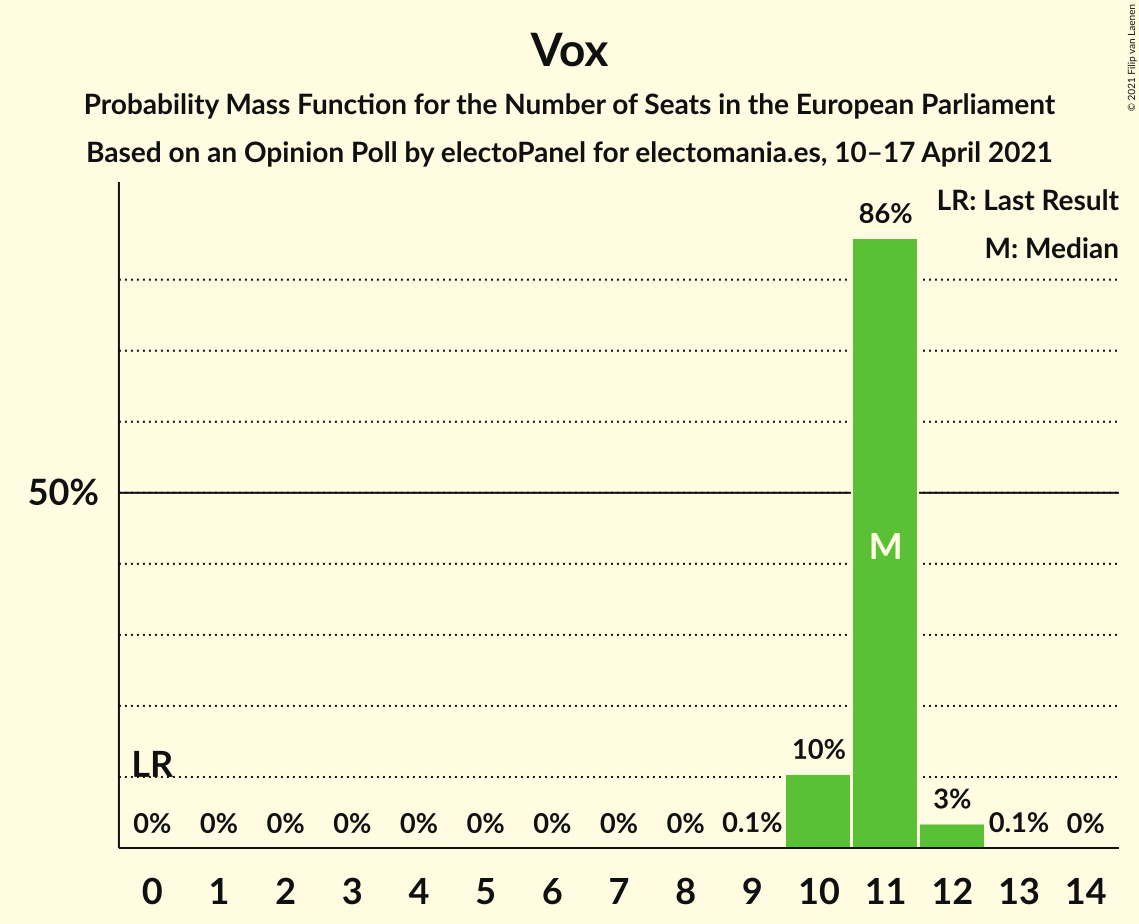 © 2021 Filip van Laenen
Vox
Probability Mass Function for the Number of Seats in the European Parliament
Based on an Opinion Poll by electoPanel for electomania.es, 10–17 April 2021
LR: Last Result
M: Median
86%
50%
M
LR
10%
3%
0% 0% 0% 0% 0% 0% 0% 0% 0% 0.1% 0.1% 0%
0 1 2 3 4 5 6 7 8 9 10 11 12 13 14